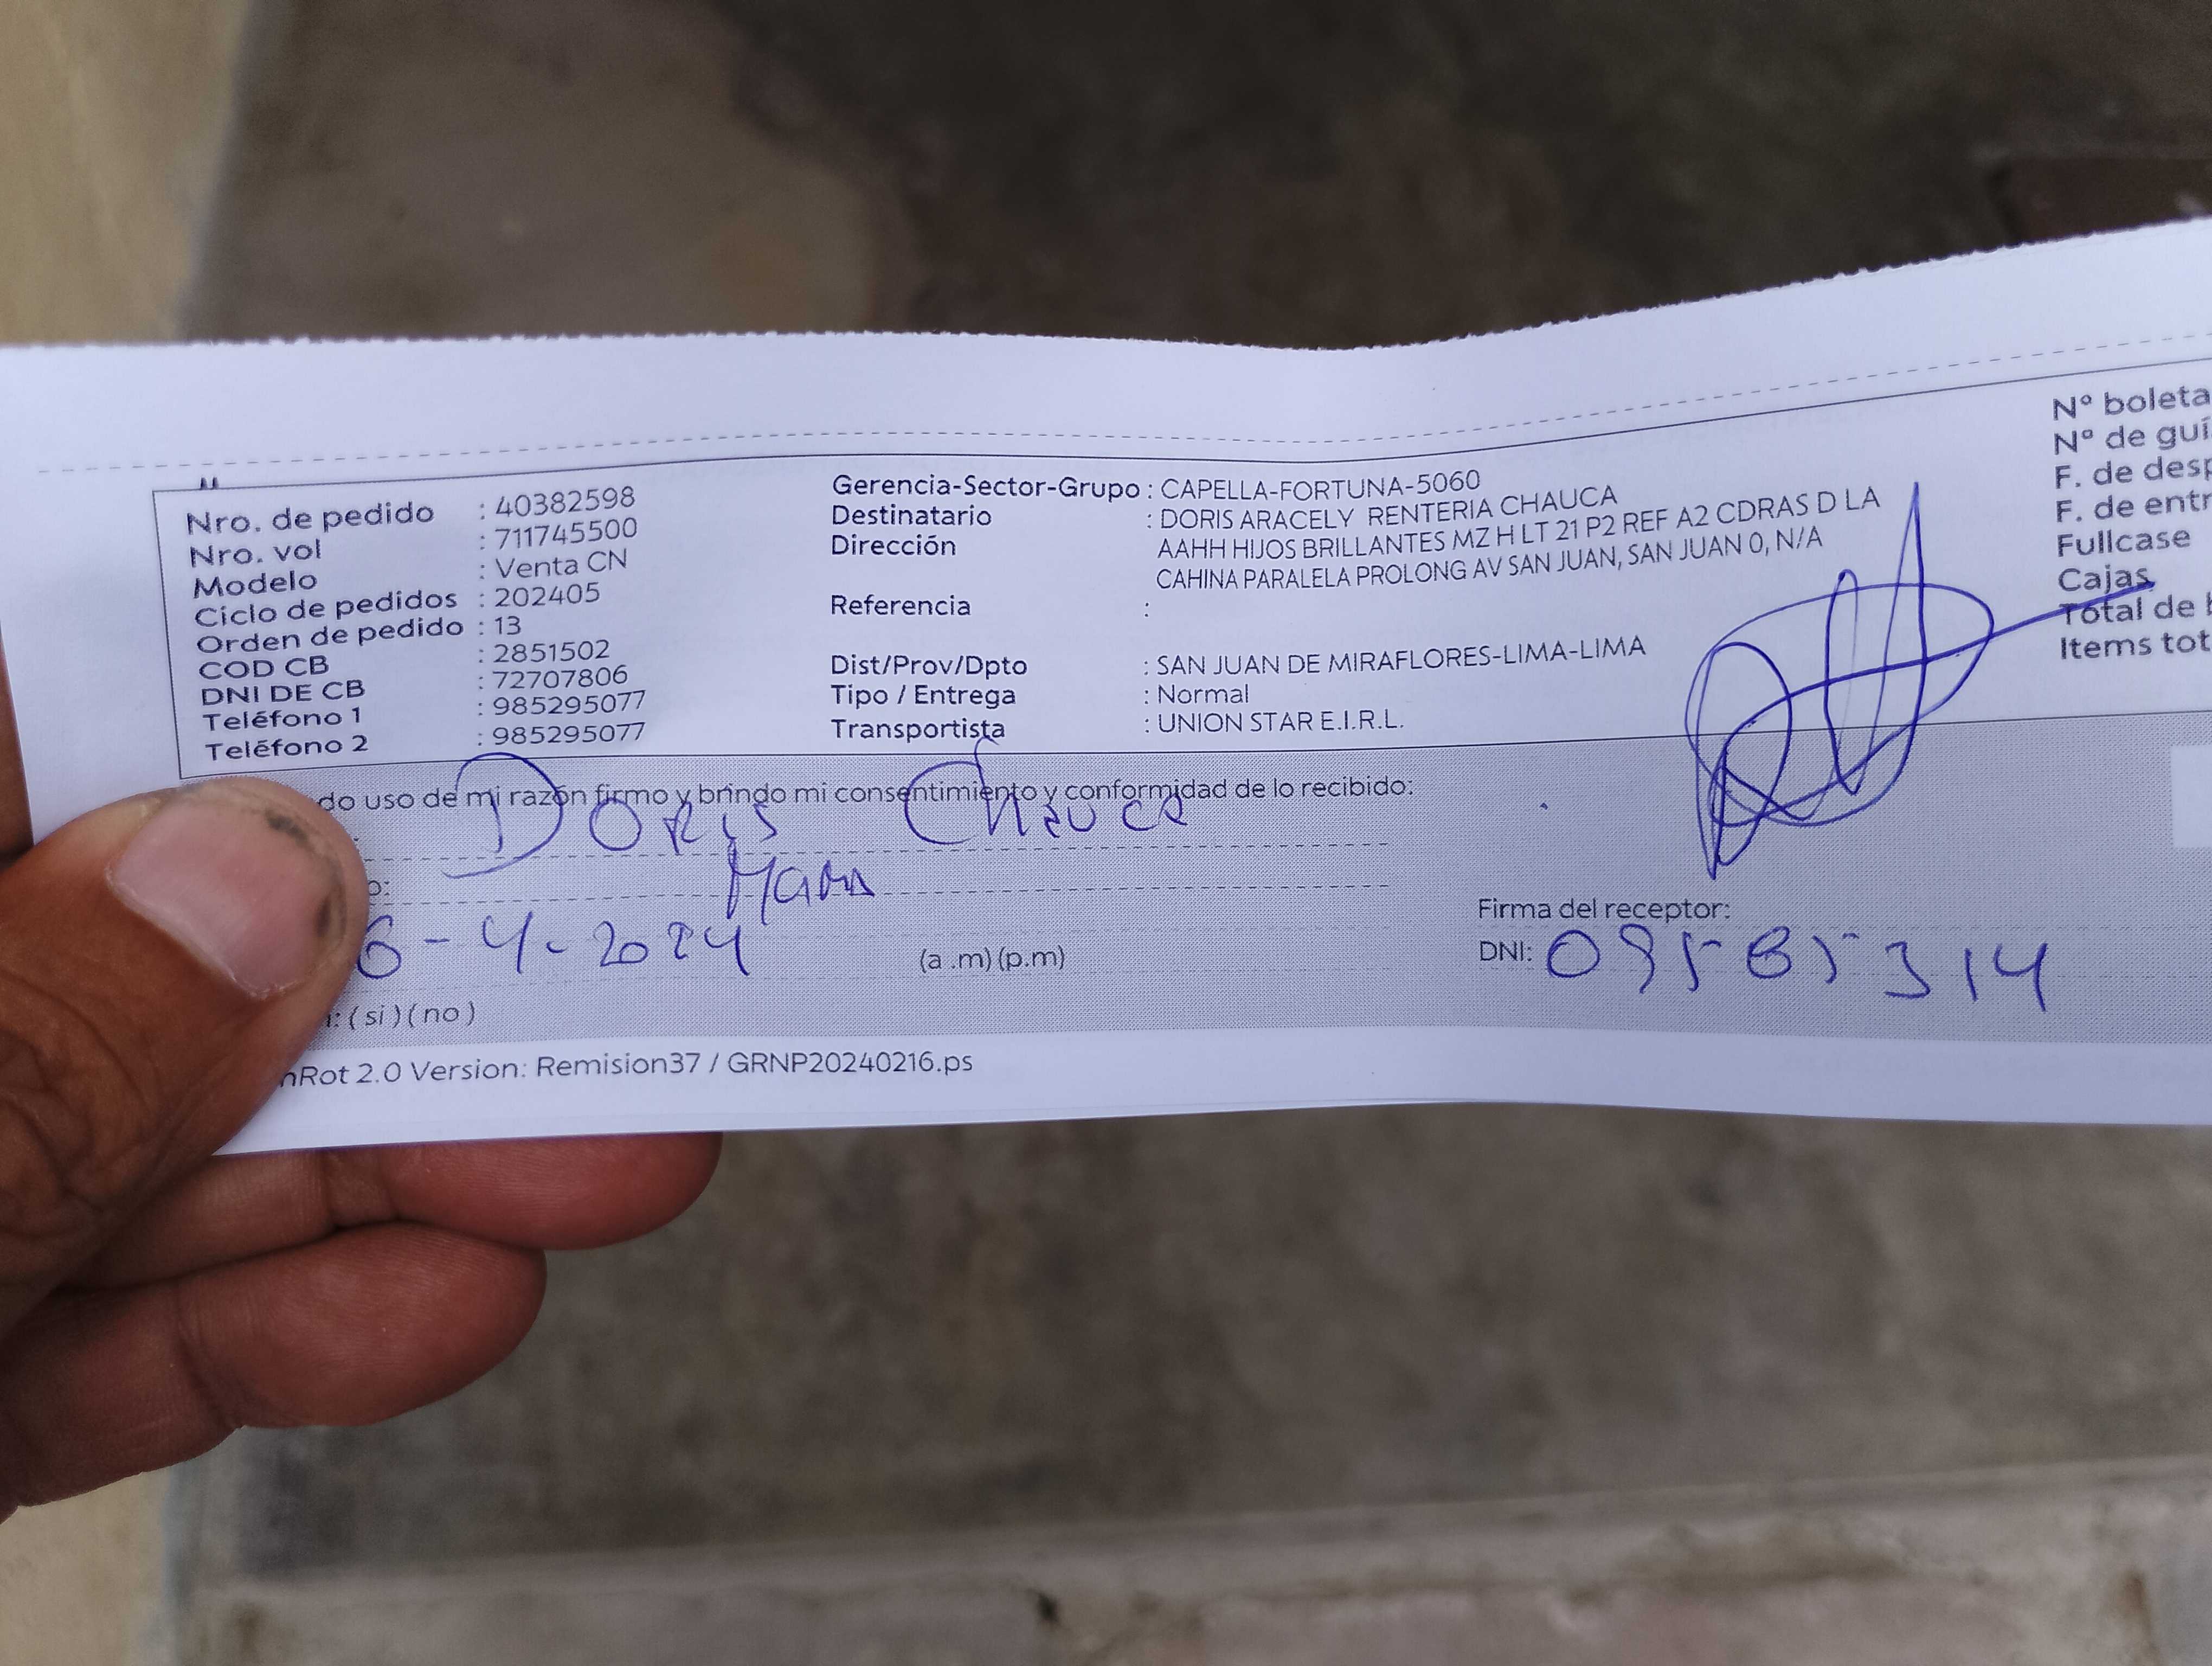 Nro. de pedido : 40382598
Nro. vol : 711745500
Modelo : Venta CN
Ciclo de pedidos : 202405
Orden de pedido : 13
COD CB : 2851502
DNI DE CB : 72707806
Teléfono 1 : 985295077
Teléfono 2 : 985295077
Gerencia-Sector-Grupo : CAPELLA-FORTUNA-5060
Destinatario : DORIS ARACELY RENTERIA CHAUCA
Dirección AAHH HIJOS BRILLANTES MZ H LT 21 P2 REF A2 CDRAS D LA
CAHINA PARALELA PROLONG AV SAN JUAN, SAN JUAN 0, N/A
Referencia :
Dist/Prov/Dpto : SAN JUAN DE MIRAFLORES-LIMA-LIMA
Tipo / Entrega : Normal
Transportista : UNION STAR E.I.R.L.
Nº boleta
Nº de guí
F. de desp
F. de entr
Fullcase
Cajas
Total de
Items tot
do uso de mi razón firmo y brindo mi consentimiento y conformidad de lo recibido:
Doris Chauca
6-4-2024 (a .m) (p.m)
Firma del receptor:
DNI: 09585314
: ( si ) ( no )
nRot 2.0 Version: Remision37 / GRNP20240216.ps